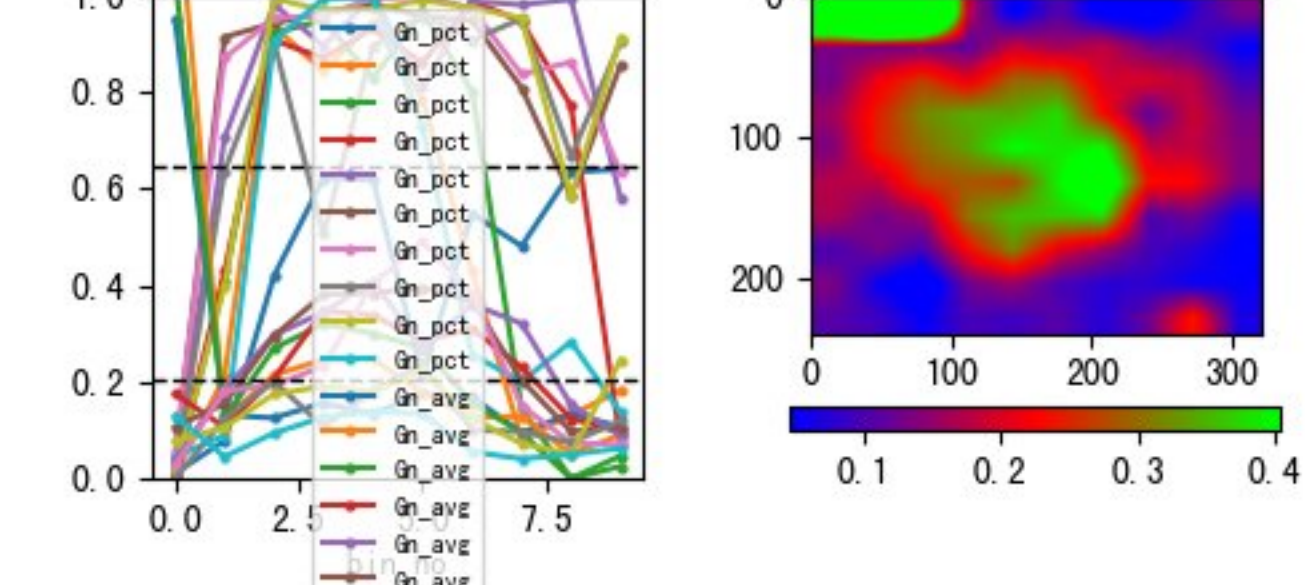 1. 0
0. 8
0. 6
0. 4
0. 2
0. 0
0. 0 2. 5 5. 0 7. 5
bin_no
Gn_pct
Gn_pct
Gn_pct
Gn_pct
Gn_pct
Gn_pct
Gn_pct
Gn_pct
Gn_pct
Gn_pct
Gn_avg
Gn_avg
Gn_avg
Gn_avg
Gn_avg
Gn_avg
0
100
200
0 100 200 300
0. 1 0. 2 0. 3 0. 4